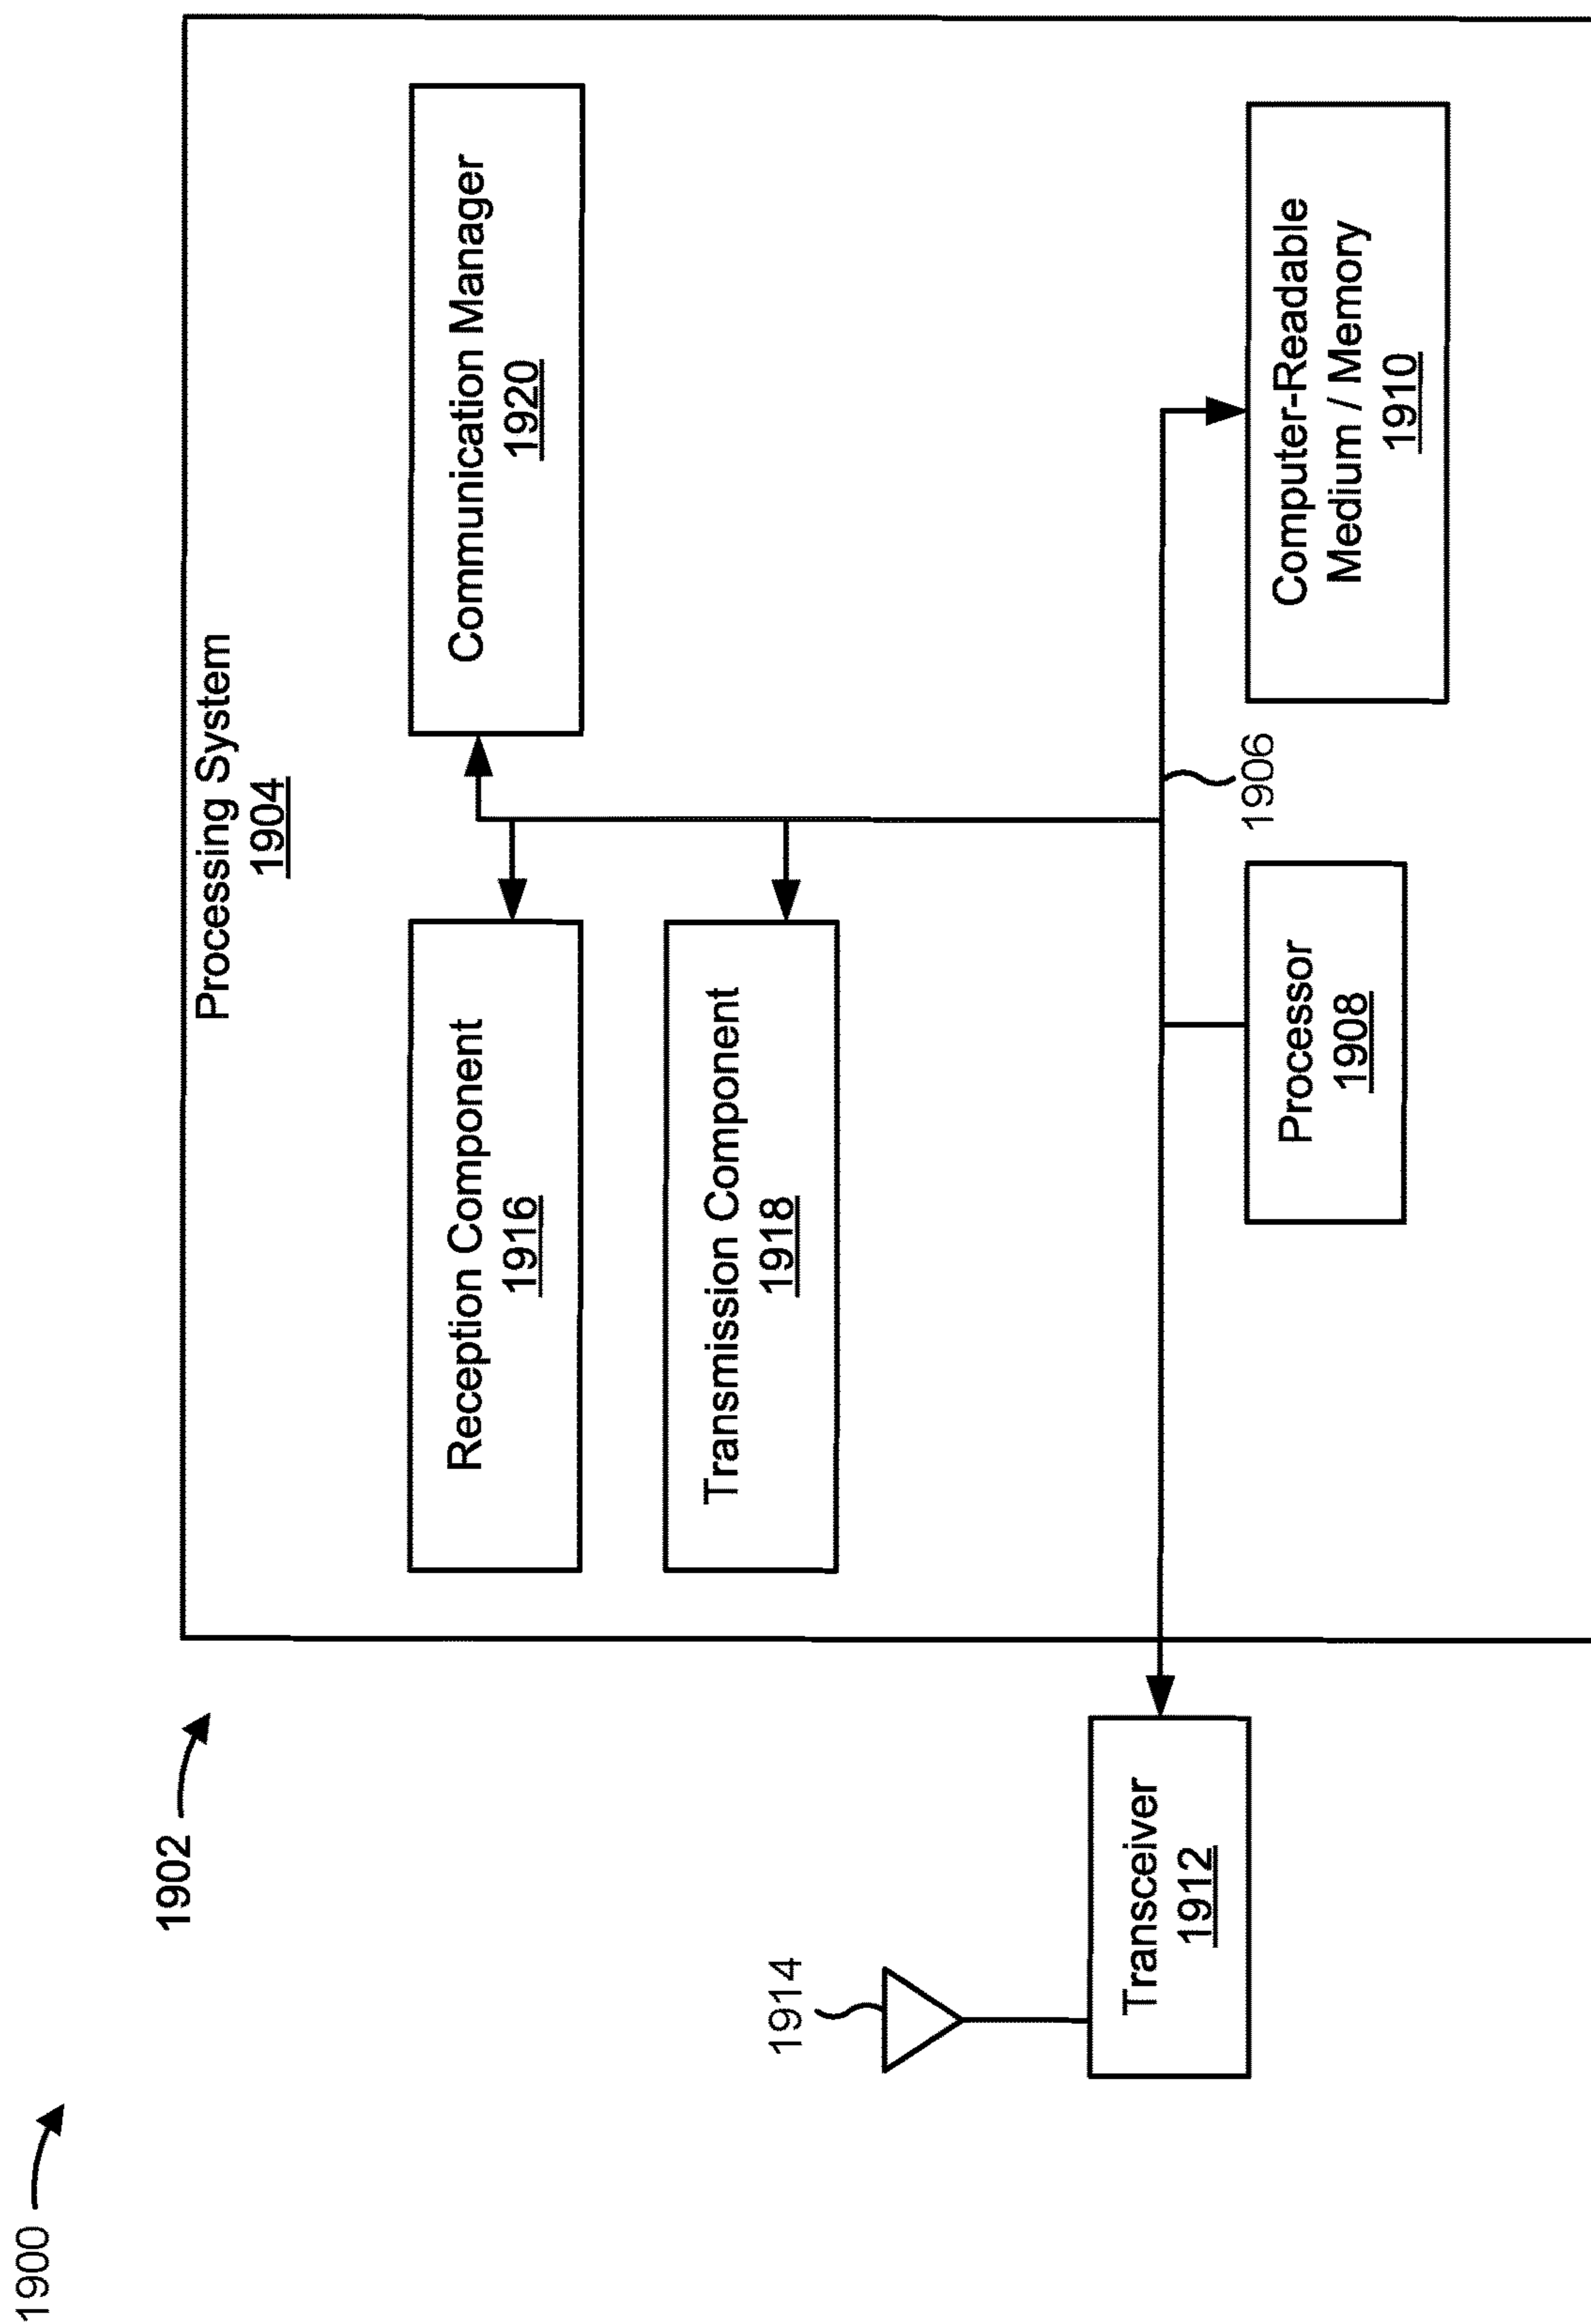 1900
1902
Processing System
1904
Reception Component
1916
Communication Manager
1920
Transmission Component
1918
1914
Transceiver
1912
1906
Processor
1908
Computer-Readable
Medium / Memory
1910